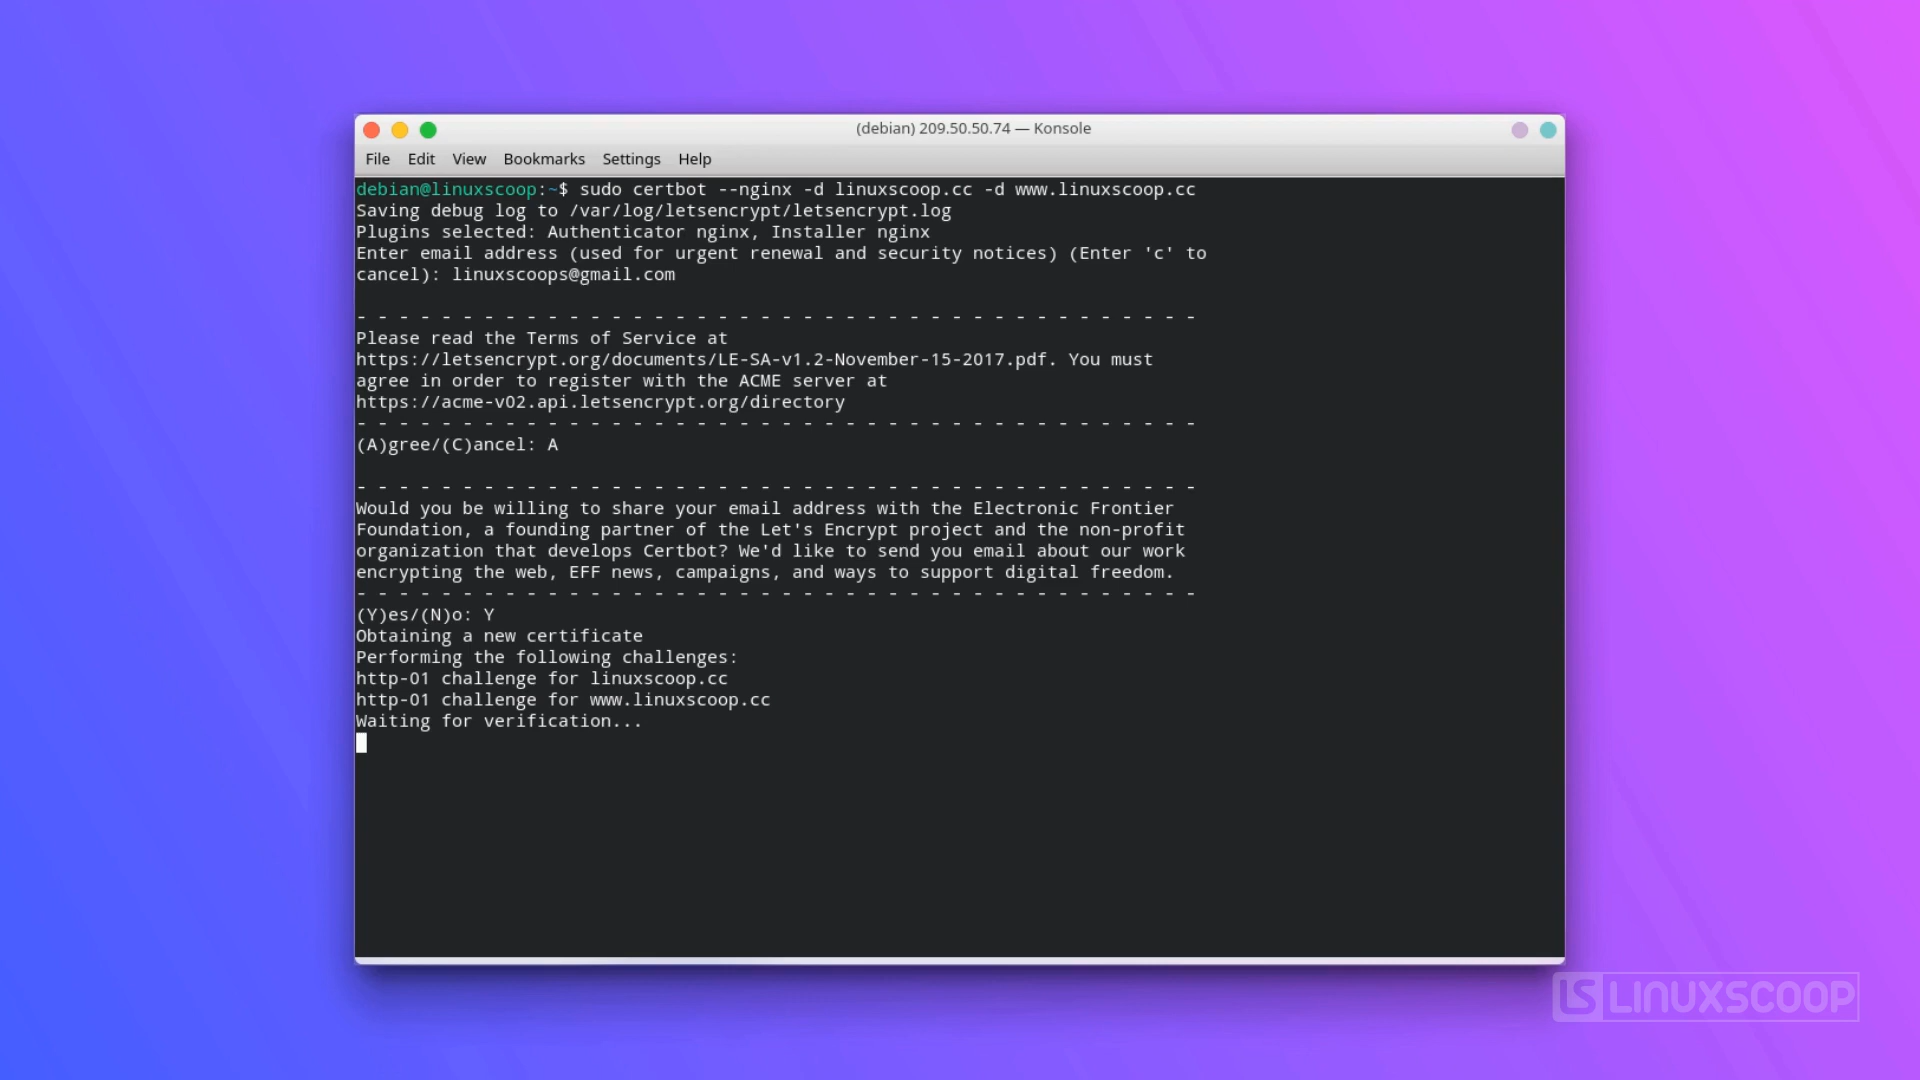 (debian) 209.50.50.74 — Konsole
File Edit View Bookmarks Settings Help
debian@linuxscoop:~$ sudo certbot --nginx -d linuxscoop.cc -d www.linuxscoop.cc
Saving debug log to /var/log/letsencrypt/letsencrypt.log
Plugins selected: Authenticator nginx, Installer nginx
Enter email address (used for urgent renewal and security notices) (Enter 'c' to
cancel): linuxscoops@gmail.com
- - - - - - - - - - - - - - - - - - - - - - - - - - - - - - - - - - - - - - - -
Please read the Terms of Service at
https://letsencrypt.org/documents/LE-SA-v1.2-November-15-2017.pdf. You must
agree in order to register with the ACME server at
https://acme-v02.api.letsencrypt.org/directory
- - - - - - - - - - - - - - - - - - - - - - - - - - - - - - - - - - - - - - - -
(A)gree/(C)ancel: A
- - - - - - - - - - - - - - - - - - - - - - - - - - - - - - - - - - - - - - - -
Would you be willing to share your email address with the Electronic Frontier
Foundation, a founding partner of the Let's Encrypt project and the non-profit
organization that develops Certbot? We'd like to send you email about our work
encrypting the web, EFF news, campaigns, and ways to support digital freedom.
- - - - - - - - - - - - - - - - - - - - - - - - - - - - - - - - - - - - - - - -
(Y)es/(N)o: Y
Obtaining a new certificate
Performing the following challenges:
http-01 challenge for linuxscoop.cc
http-01 challenge for www.linuxscoop.cc
Waiting for verification...
LS LINUXSCOOP